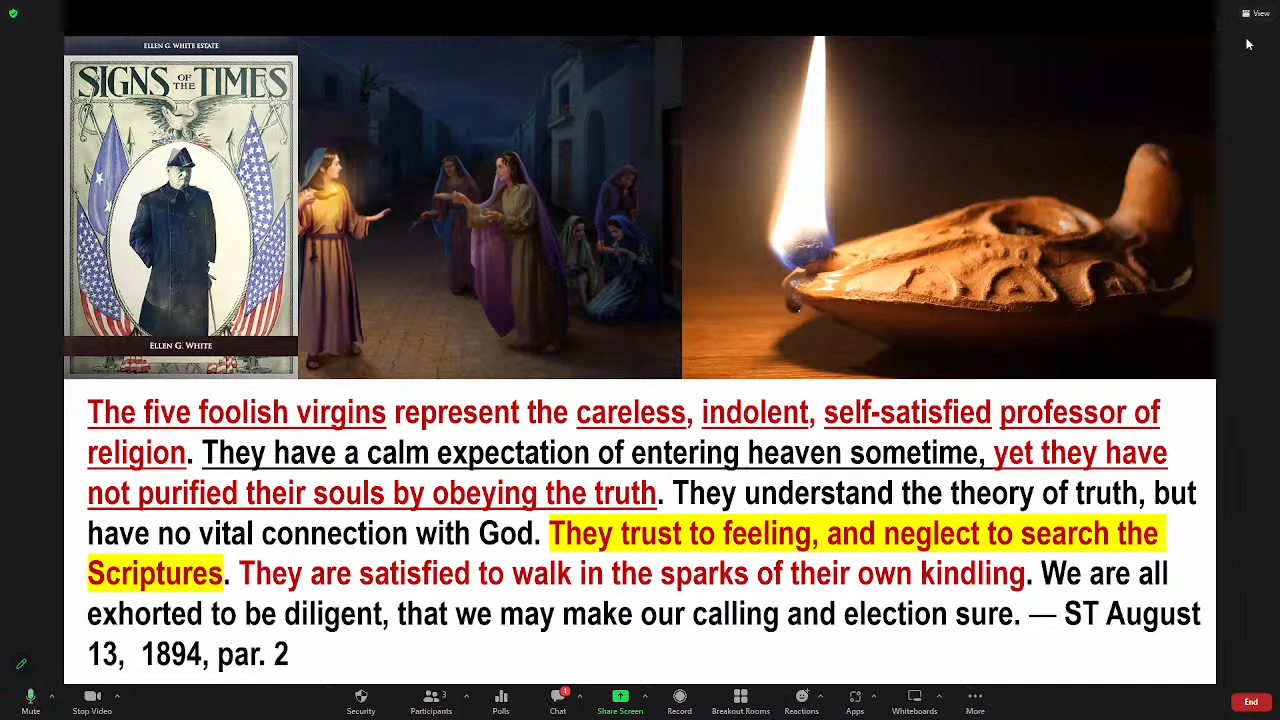 View
ELLEN G. WHITE ESTATE
SIGNS OF THE TIMES
ELLEN G. WHITE
The five foolish virgins represent the careless, indolent, self-satisfied professor of
religion. They have a calm expectation of entering heaven sometime, yet they have
not purified their souls by obeying the truth. They understand the theory of truth, but
have no vital connection with God. They trust to feeling, and neglect to search the
Scriptures. They are satisfied to walk in the sparks of their own kindling. We are all
exhorted to be diligent, that we may make our calling and election sure. — ST August
13,  1894, par. 2
3
1
Mute
Stop Video
Security
Participants
Polls
Chat
Share Screen
Record
Breakout Rooms
Reactions
Apps
Whiteboards
More
End